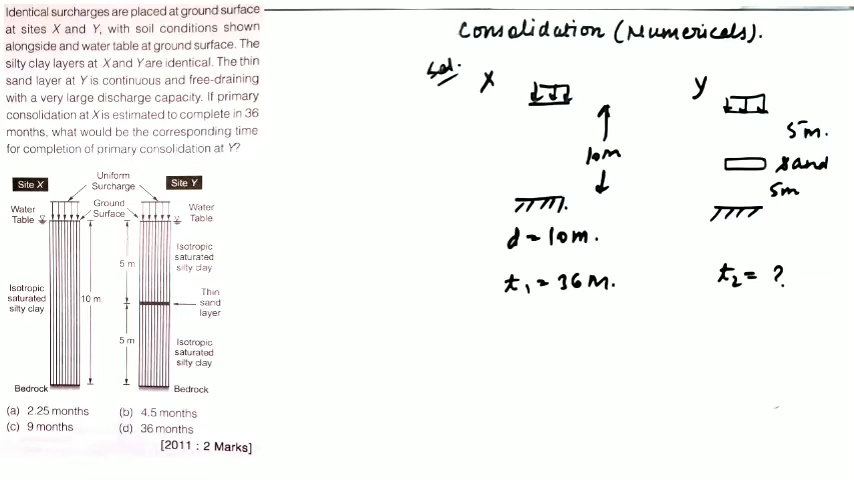 Identical surcharges are placed at ground surface
at sites X and Y, with soil conditions shown
alongside and water table at ground surface. The
silty clay layers at X and Y are identical. The thin
sand layer at Y is continuous and free-draining
with a very large discharge capacity. If primary
consolidation at X is estimated to complete in 36
months, what would be the corresponding time
for completion of primary consolidation at Y?
Site X
Uniform
Surcharge
Site Y
Water
Table
Ground
Surface
Water
Table
Isotropic
saturated
silty clay
5 m
Isotropic
saturated
silty clay
10 m
Thin
sand
layer
5 m
Isotropic
saturated
silty clay
Bedrock
Bedrock
(a) 2.25 months (b) 4.5 months
(c) 9 months (d) 36 months
[2011 : 2 Marks]
Consolidation (Numericals).
Sol.
X
10m
d = 10m.
t1 = 36 M.
Y
5m.
sand
5m
t2 = ?